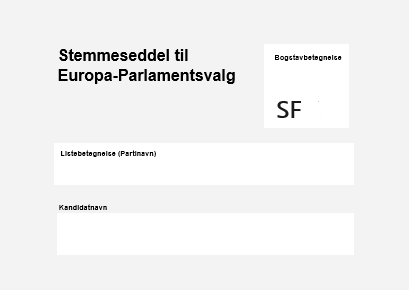 Stemmeseddel til
Europa-Parlamentsvalg
Bogstavbetegnelse
SF
Listebetegnelse (Partinavn)
Kandidatnavn